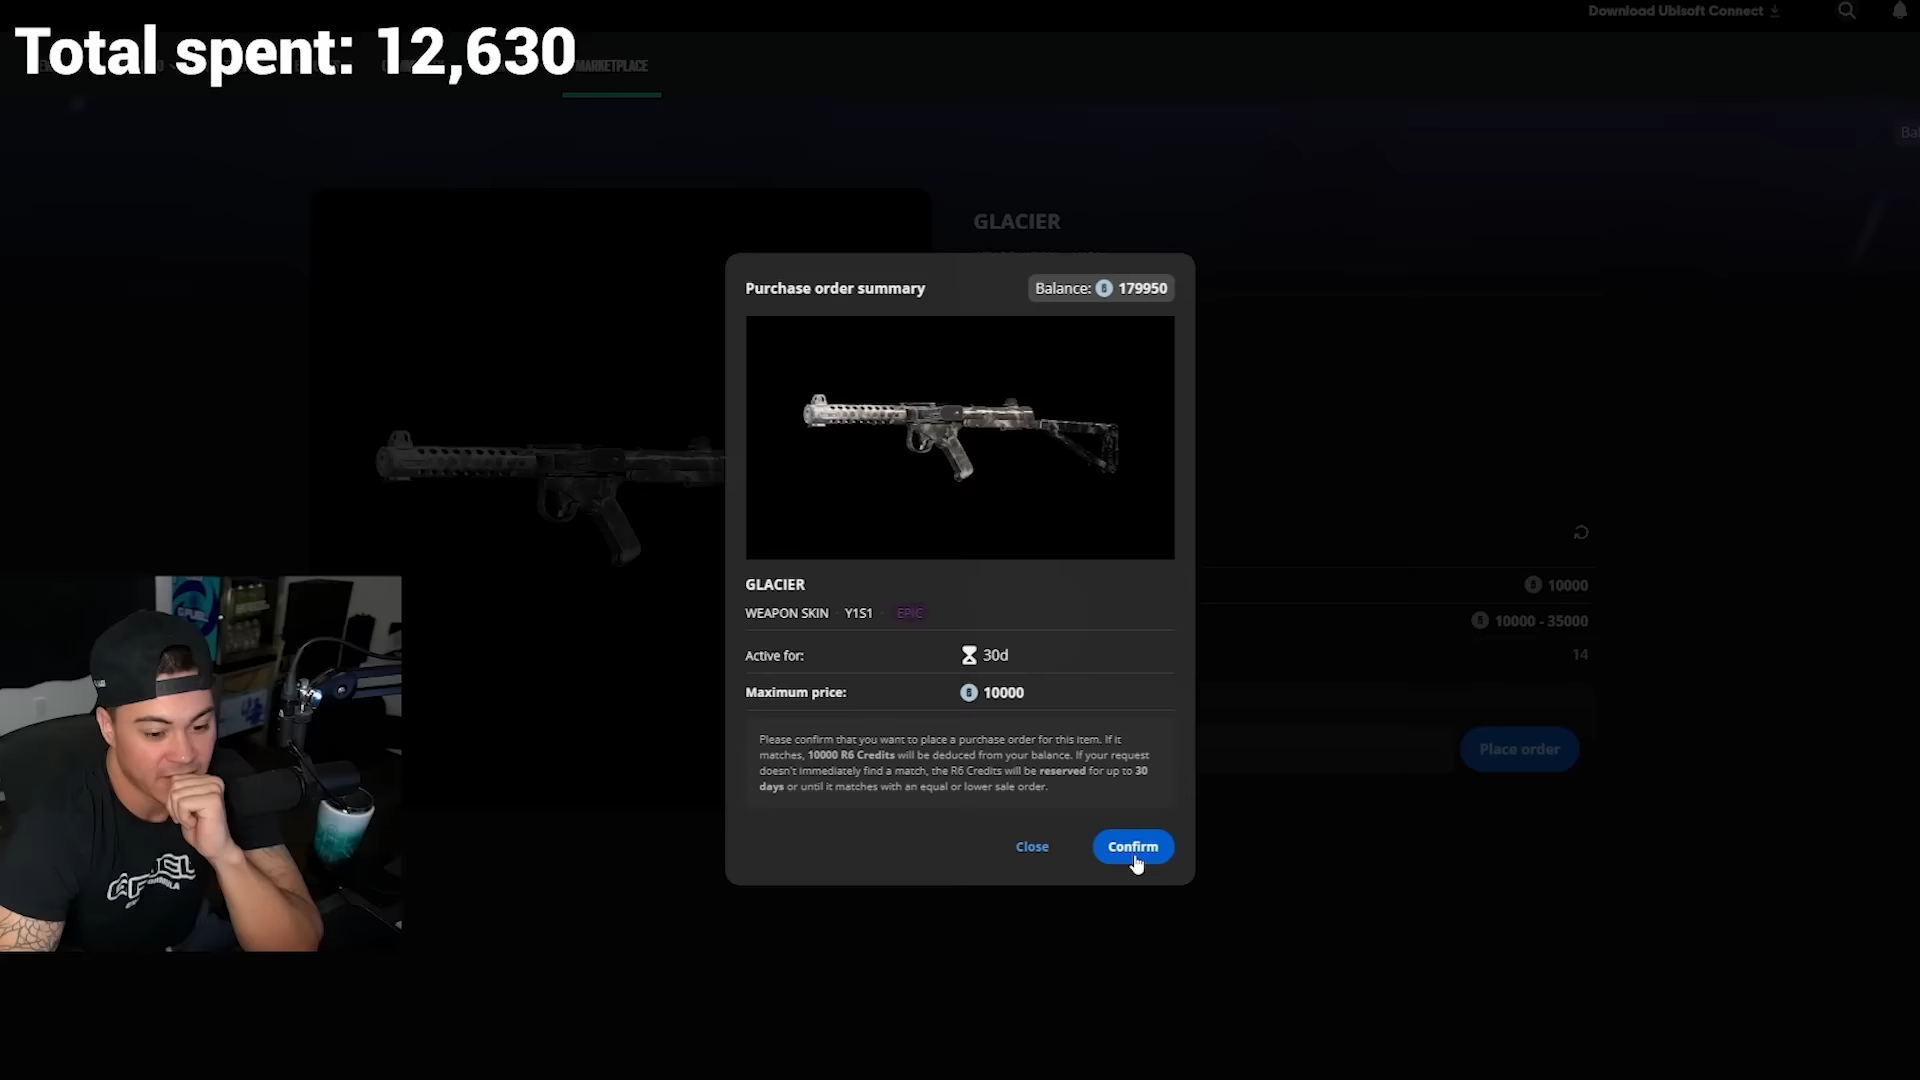 Download Ubisoft Connect
Total spent: 12,630
MARKETPLACE
Bal
GLACIER
Purchase order summary
Balance: 179950
GLACIER
WEAPON SKIN Y1S1 EPIC
Active for: 30d
Maximum price: 10000
Please confirm that you want to place a purchase order for this item. If it
matches, 10000 R6 Credits will be deducted from your balance. If your request
doesn't immediately find a match, the R6 Credits will be reserved for up to 30
days or until it matches with an equal or lower sale order.
Close
Confirm
10000
10000 - 35000
14
Place order
G FUEL
GFUEL
FORMULA